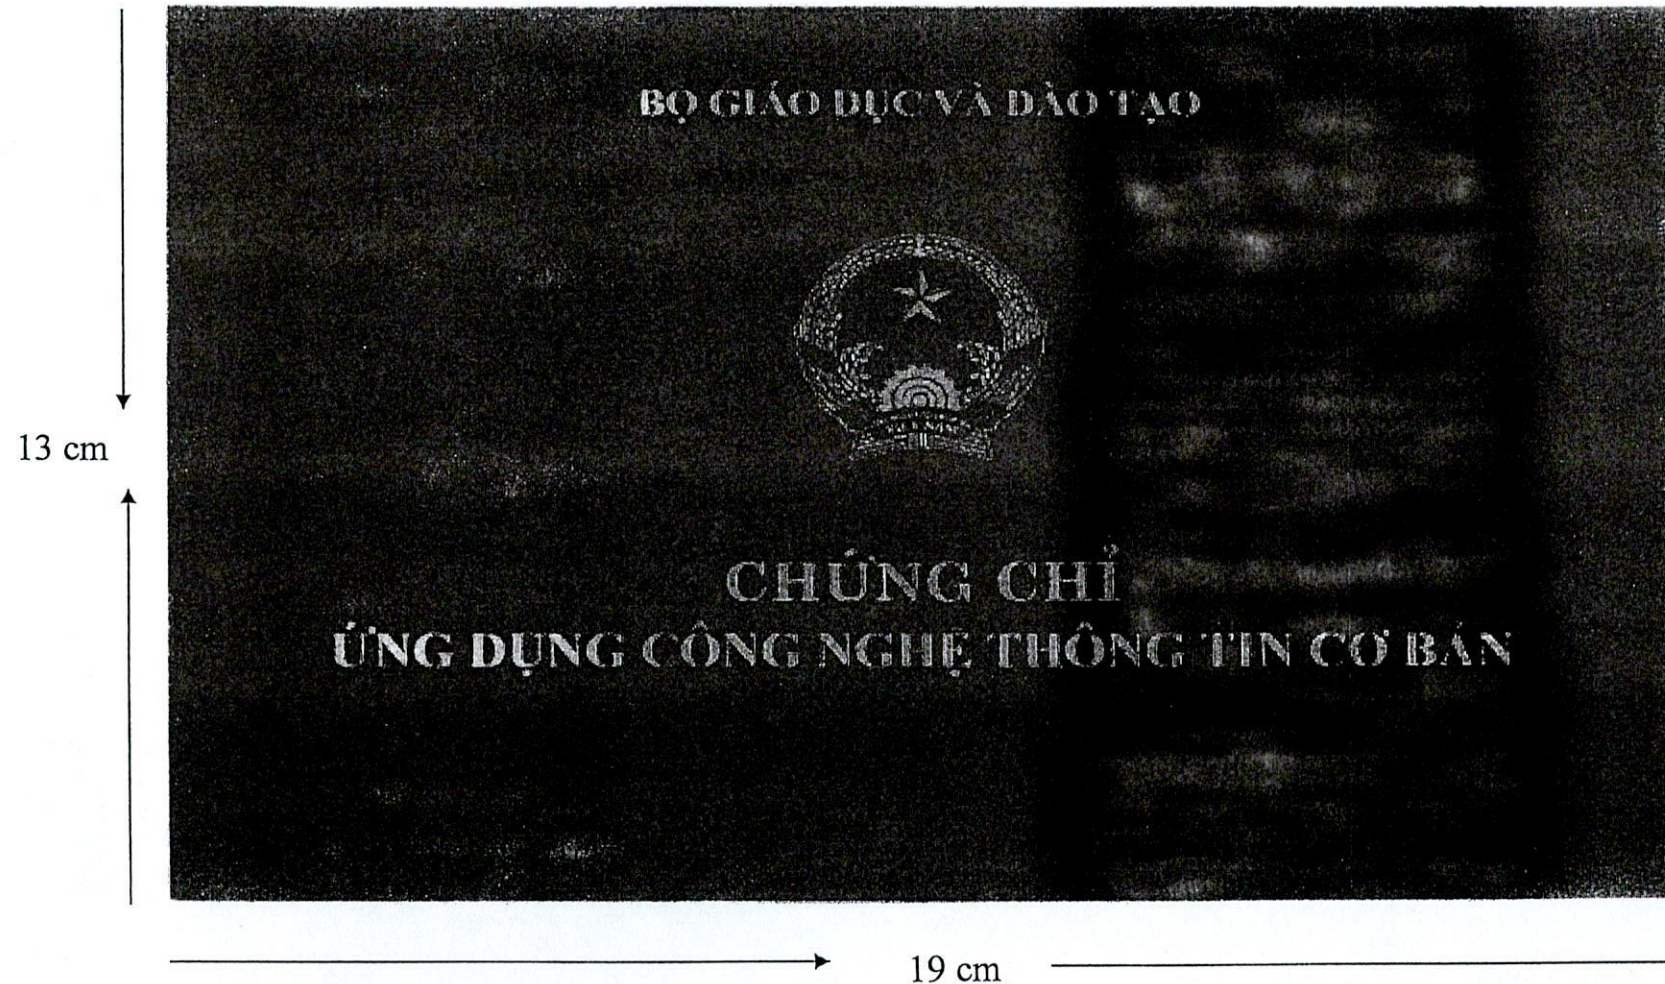 BỘ GIÁO DỤC VÀ ĐÀO TẠO
CHỨNG CHỈ
ỨNG DỤNG CÔNG NGHỆ THÔNG TIN CƠ BẢN
13 cm
19 cm